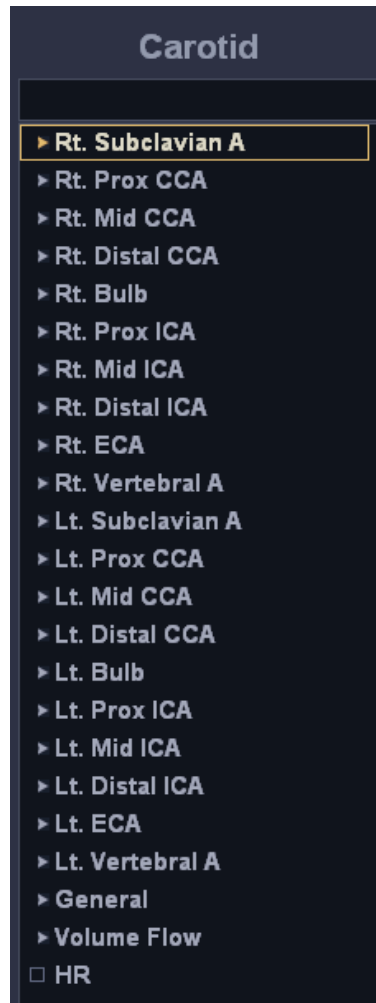 Carotid
Rt. Subclavian A
Rt. Prox CCA
Rt. Mid CCA
Rt. Distal CCA
Rt. Bulb
Rt. Prox ICA
Rt. Mid ICA
Rt. Distal ICA
Rt. ECA
Rt. Vertebral A
Lt. Subclavian A
Lt. Prox CCA
Lt. Mid CCA
Lt. Distal CCA
Lt. Bulb
Lt. Prox ICA
Lt. Mid ICA
Lt. Distal ICA
Lt. ECA
Lt. Vertebral A
General
Volume Flow
HR